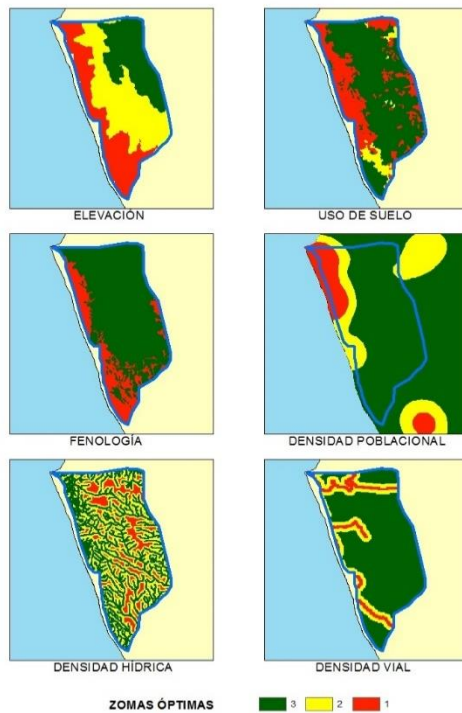 ELEVACIÓN
USO DE SUELO
FENOLOGÍA
DENSIDAD POBLACIONAL
DENSIDAD HÍDRICA
DENSIDAD VIAL
ZOMAS ÓPTIMAS 3 2 1